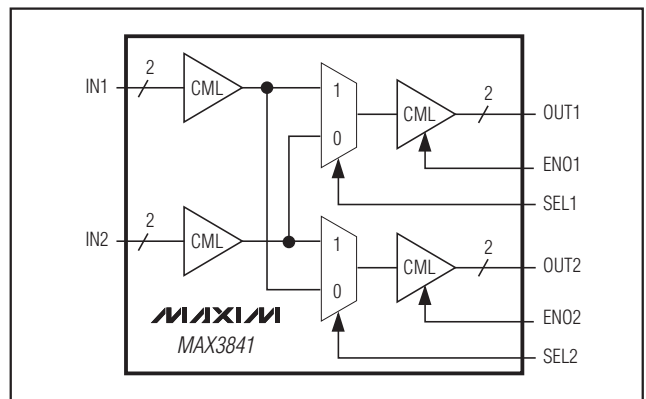 IN1
2
CML
1
0
CML
2
OUT1
ENO1
SEL1
IN2
2
CML
1
0
CML
2
OUT2
ENO2
SEL2
MAXIM
MAX3841